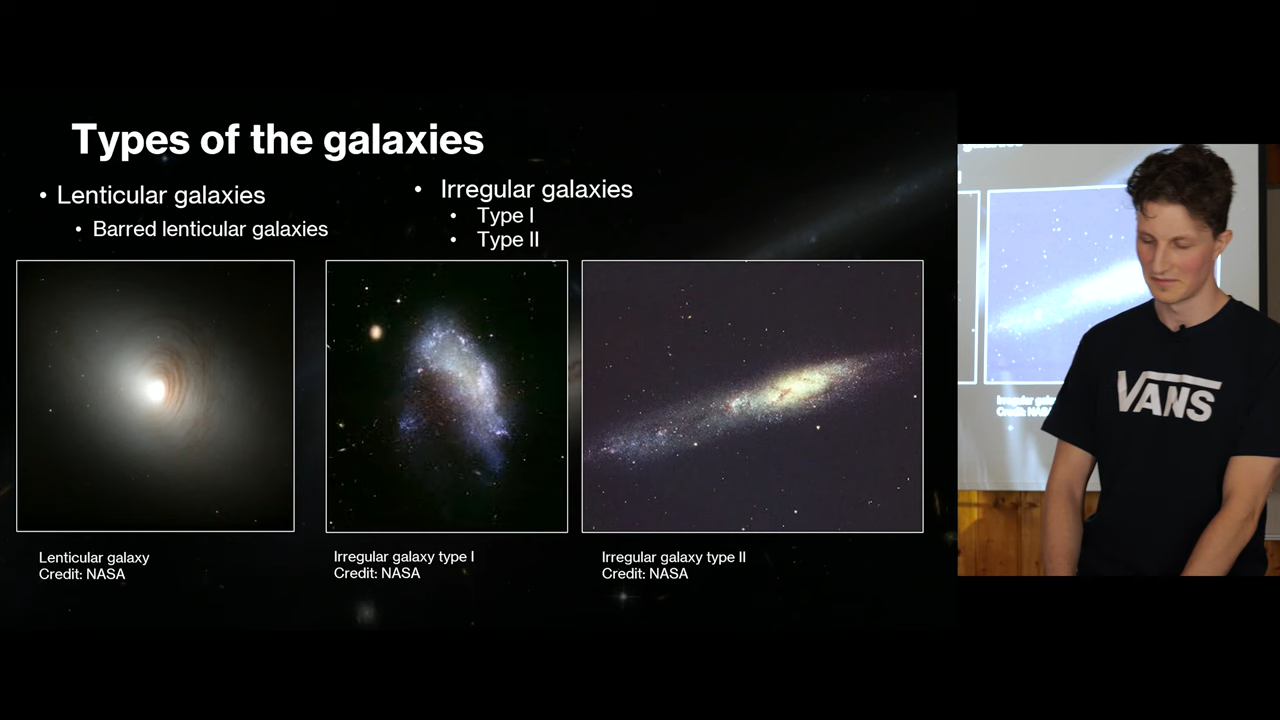 Types of the galaxies
• Lenticular galaxies
• Barred lenticular galaxies
• Irregular galaxies
• Type I
• Type II
Lenticular galaxy
Credit: NASA
Irregular galaxy type I
Credit: NASA
Irregular galaxy type II
Credit: NASA
VANS